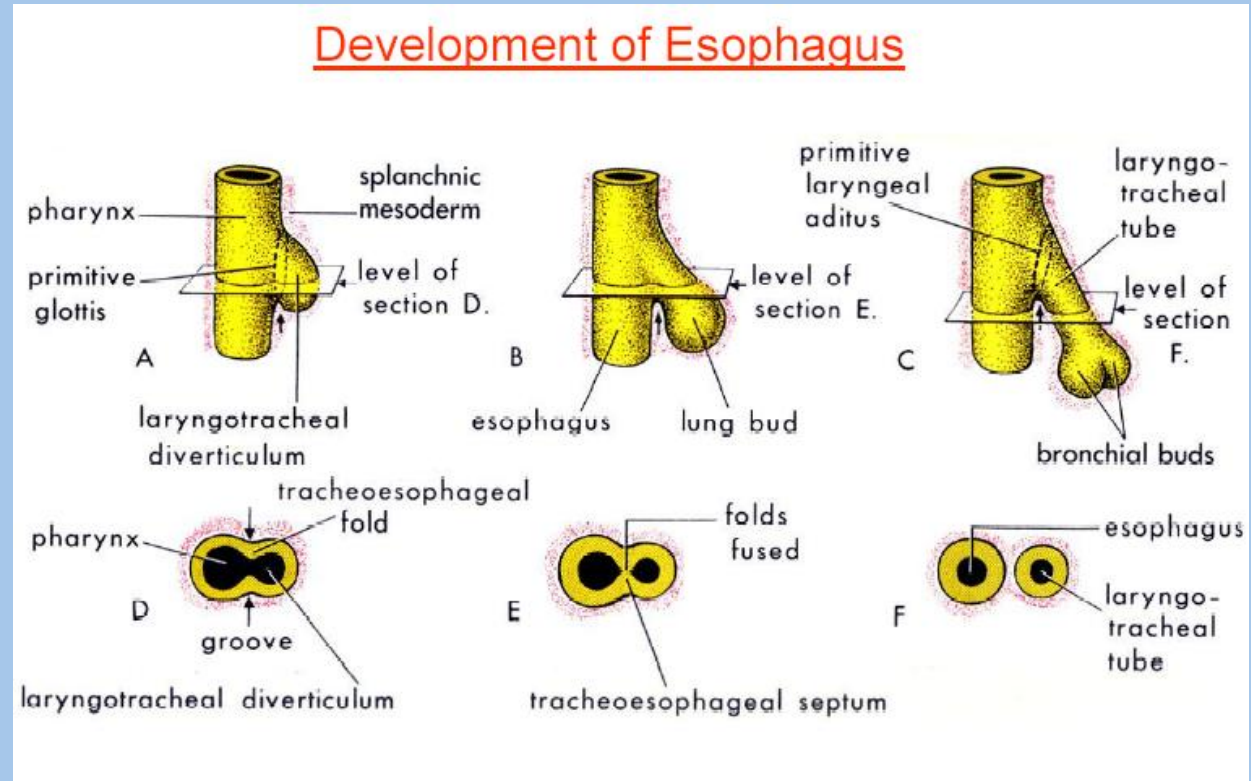 Development of Esophagus
pharynx
primitive
glottis
splanchnic
mesoderm
level of
section D.
A
laryngotracheal
diverticulum
B
level of
section E.
esophagus
lung bud
primitive
laryngeal
aditus
laryngo-
tracheal
tube
level of
section
F.
C
bronchial buds
tracheoesophageal
fold
pharynx
D
groove
laryngotracheal diverticulum
folds
fused
E
tracheoesophageal septum
esophagus
F
laryngo-
tracheal
tube